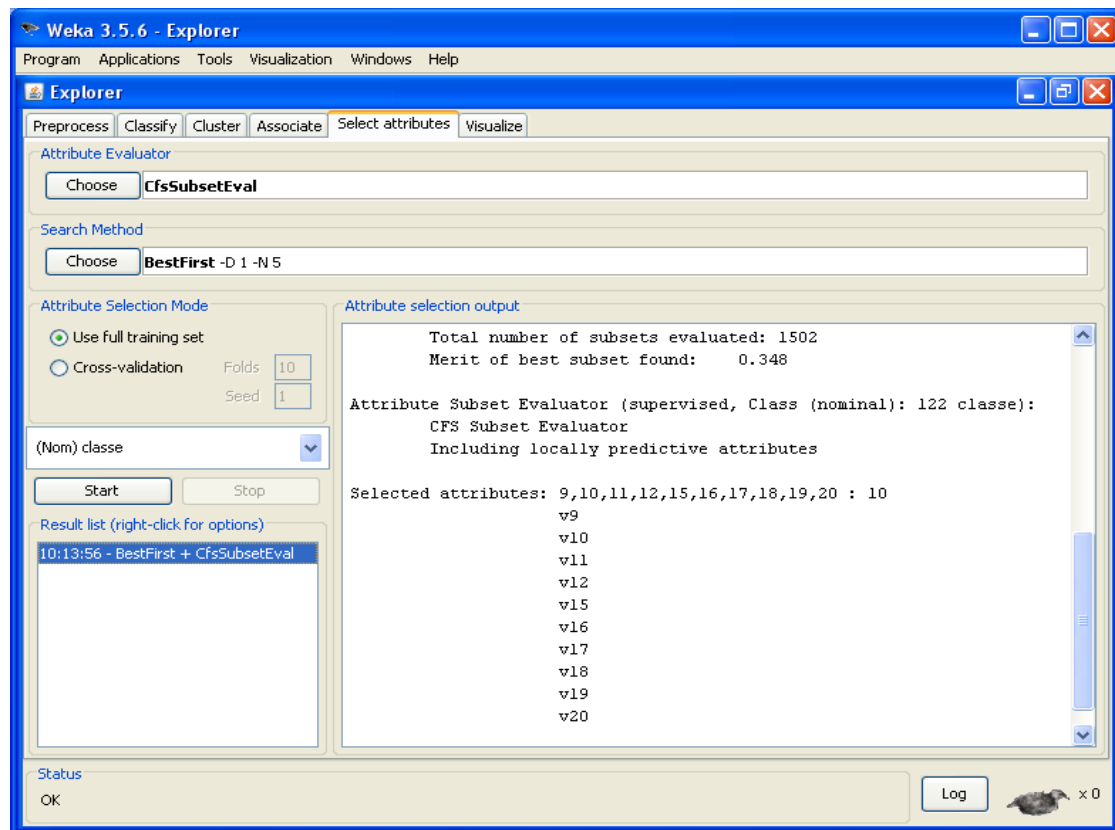 Weka 3.5.6 - Explorer
Program Applications Tools Visualization Windows Help
Explorer
Preprocess Classify Cluster Associate Select attributes Visualize
Attribute Evaluator
Choose CfsSubsetEval
Search Method
Choose BestFirst -D 1 -N 5
Attribute Selection Mode
Use full training set
Cross-validation Folds 10
Seed 1
(Nom) classe
Start Stop
Result list (right-click for options)
10:13:56 - BestFirst + CfsSubsetEval
Attribute selection output
Total number of subsets evaluated: 1502
Merit of best subset found: 0.348
Attribute Subset Evaluator (supervised, Class (nominal): 122 classe):
CFS Subset Evaluator
Including locally predictive attributes
Selected attributes: 9,10,11,12,15,16,17,18,19,20 : 10
v9
v10
v11
v12
v15
v16
v17
v18
v19
v20
Status
OK
Log x 0